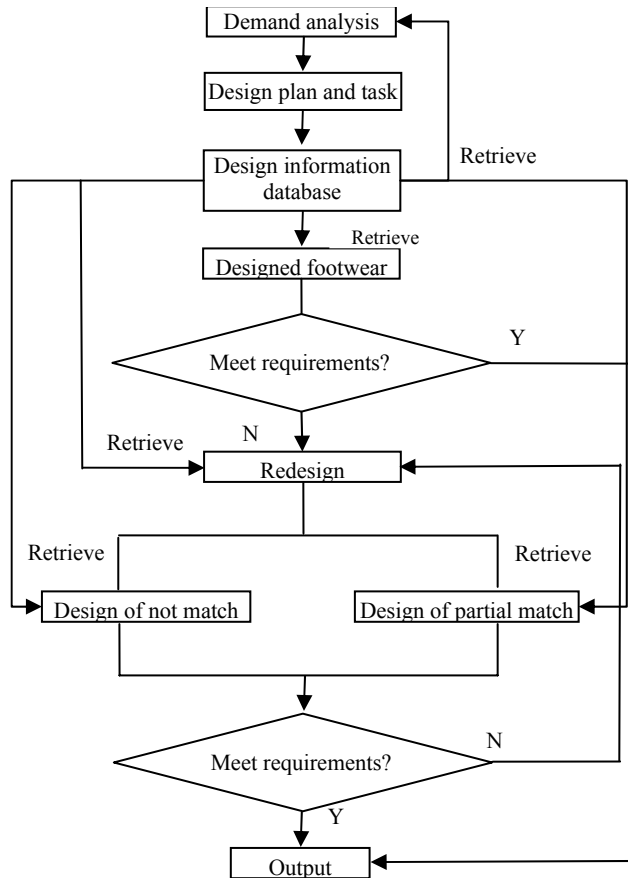 Demand analysis
Design plan and task
Retrieve
Design information
database
Retrieve
Designed footwear
Y
Meet requirements?
N
Retrieve
Redesign
Retrieve
Retrieve
Design of not match
Design of partial match
N
Meet requirements?
Y
Output